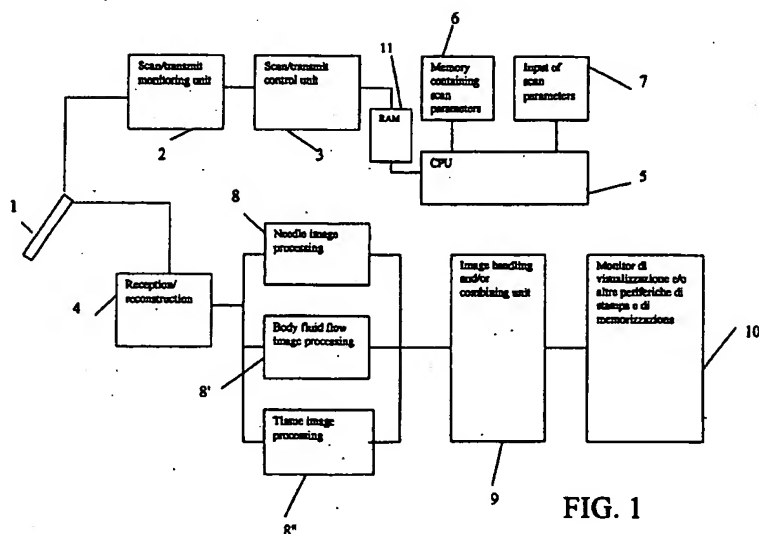 6
11
Scan/transmit
monitoring unit
Scan/transmit
control unit
Memory
containing
scan
parameters
Input of
scan
parameters
7
RAM
2
3
CPU
5
1
8
Needle image
processing
Reception/
reconstruction
4
Image handling
and/or
combining unit
Monitor di
visualizzazione e/o
altre periferiche di
stampa e di
memorizzazione
Body fluid flow
image processing
8'
10
Tissue image
processing
9
8"
FIG. 1